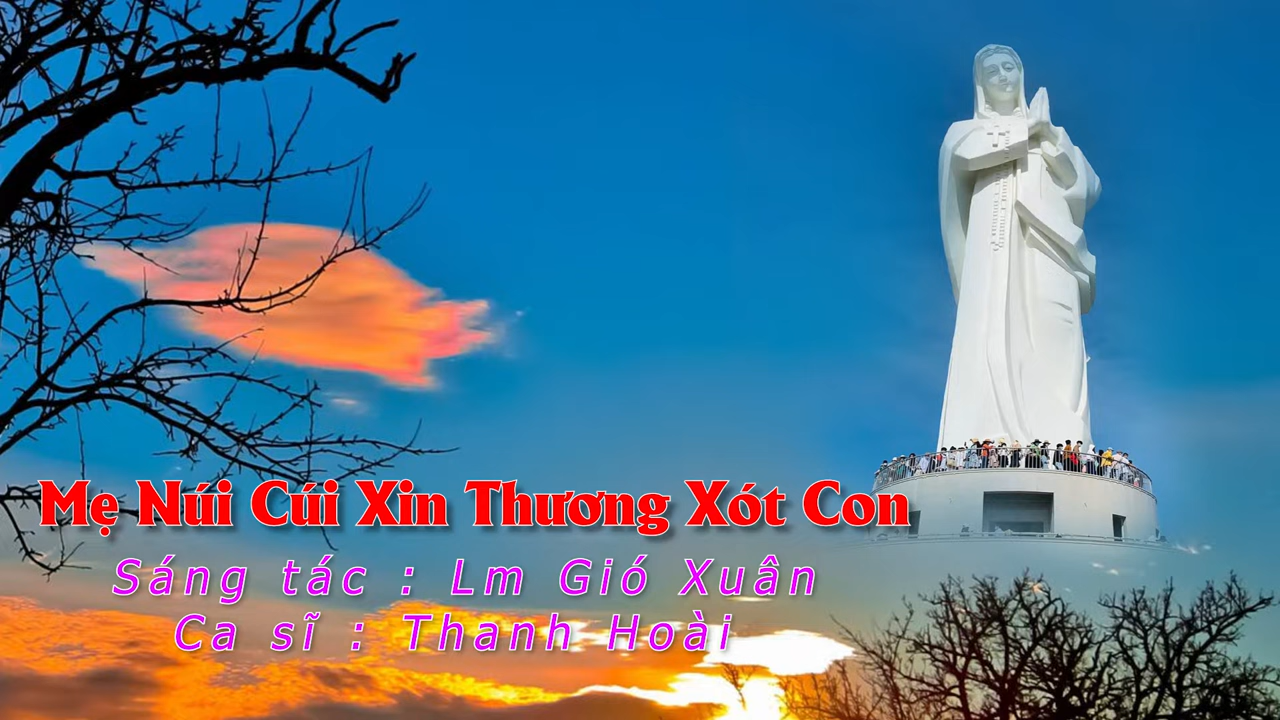 Mẹ Núi Cúi Xin Thương Xót Con
Sáng tác : Lm Gió Xuân
Ca sĩ : Thanh Hoài